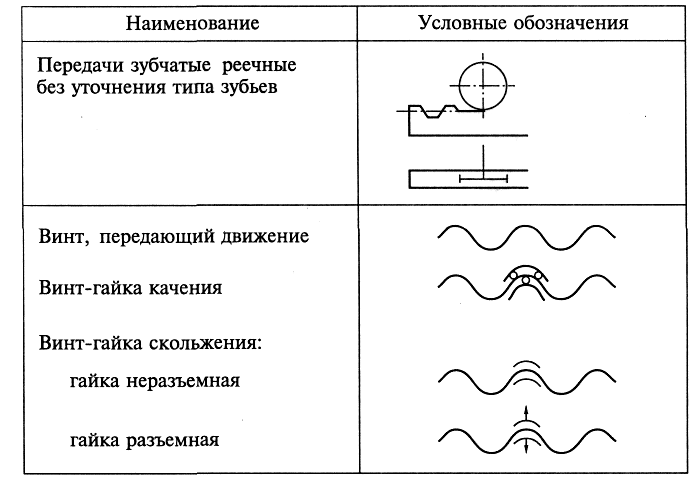 Наименование
Условные обозначения
Передачи зубчатые реечные
без уточнения типа зубьев
Винт, передающий движение
Винт-гайка качения
Винт-гайка скольжения:
гайка неразъемная
гайка разъемная